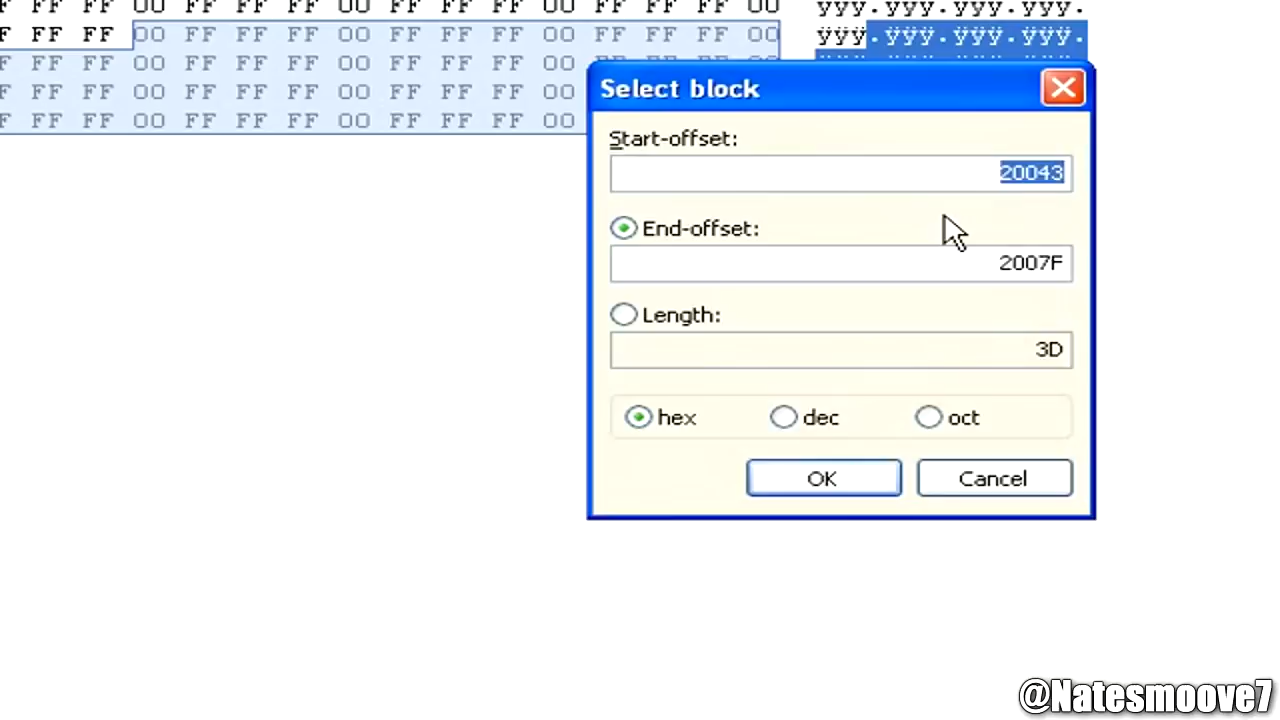 F FF FF 00 FF FF FF 00 FF FF FF 00 FF FF FF 00 ÿÿÿ.ÿÿÿ.ÿÿÿ.ÿÿÿ.
F FF FF 00 FF FF FF 00 FF FF FF 00 FF FF FF 00 ÿÿÿ.ÿÿÿ.ÿÿÿ.ÿÿÿ.
F FF FF 00 FF FF FF 00 FF FF FF 00
F FF FF 00 FF FF FF 00 FF FF FF 00
F FF FF 00 FF FF FF 00 FF FF FF 00
Select block
Start-offset:
20043
End-offset:
2007F
Length:
3D
hex dec oct
OK Cancel
@Natesmoove7